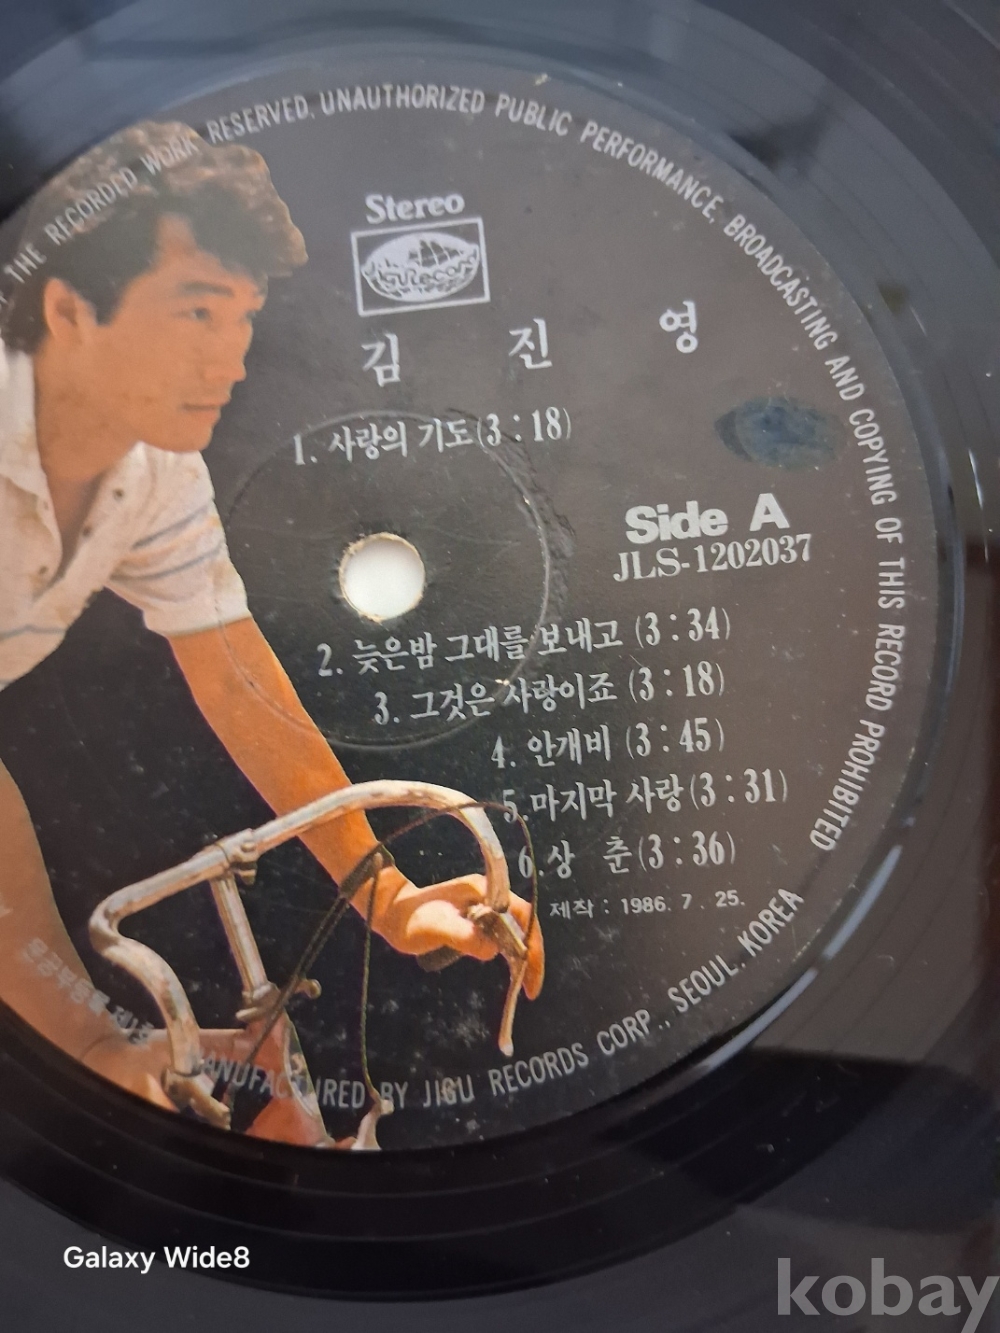 THE RECORDED WORK RESERVED. UNAUTHORIZED PUBLIC PERFORMANCE. BROADCASTING AND COPYING OF THIS RECORD PROHIBITED
Stereo
JIGU Record
김 진 영
1. 사랑의 기도 (3 : 18)
Side A
JLS-1202037
2. 늦은밤 그대를 보내고 (3 : 34)
3. 그것은 사랑이죠 (3 : 18)
4. 안개비 (3 : 45)
5. 마지막 사랑 (3 : 31)
6. 상 춘 (3 : 36)
제작 : 1986. 7. 25.
BY JIGU RECORDS CORP., SEOUL, KOREA
Galaxy Wide8
kobay